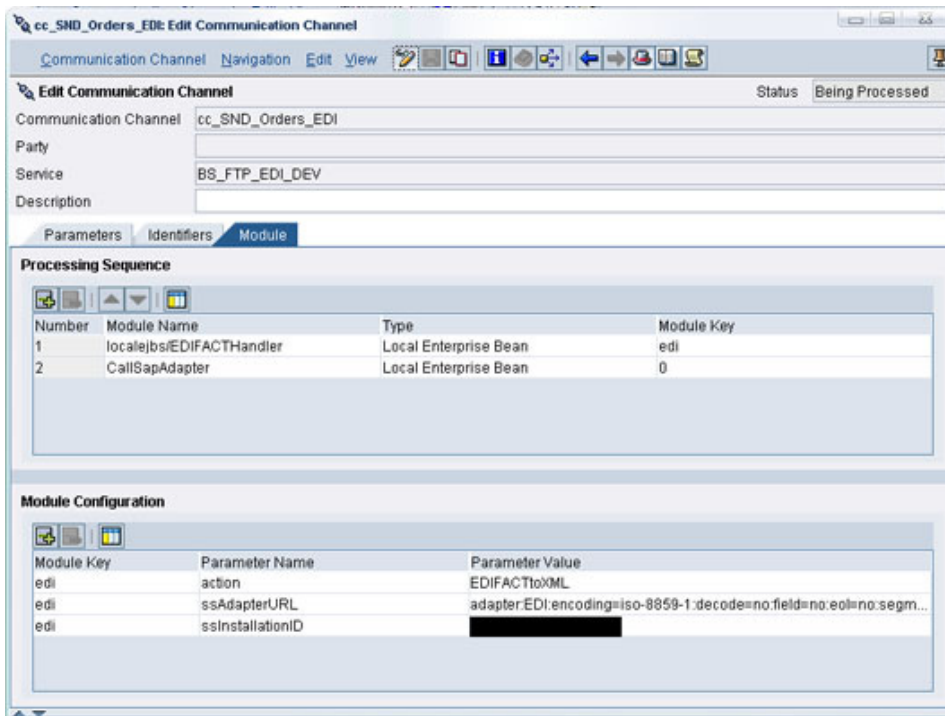 cc_SND_Orders_EDI: Edit Communication Channel
Communication Channel Navigation Edit View
Edit Communication Channel Status Being Processed
Communication Channel cc_SND_Orders_EDI
Party
Service BS_FTP_EDI_DEV
Description
Parameters Identifiers Module
Processing Sequence
Number Module Name Type Module Key
1 localejbs/EDIFACTHandler Local Enterprise Bean edi
2 CallSapAdapter Local Enterprise Bean 0
Module Configuration
Module Key Parameter Name Parameter Value
edi action EDIFACTtoXML
edi ssAdapterURL adapter:EDI:encoding=iso-8859-1:decode=no:field=no:eol=no:segm...
edi ssInstallationID